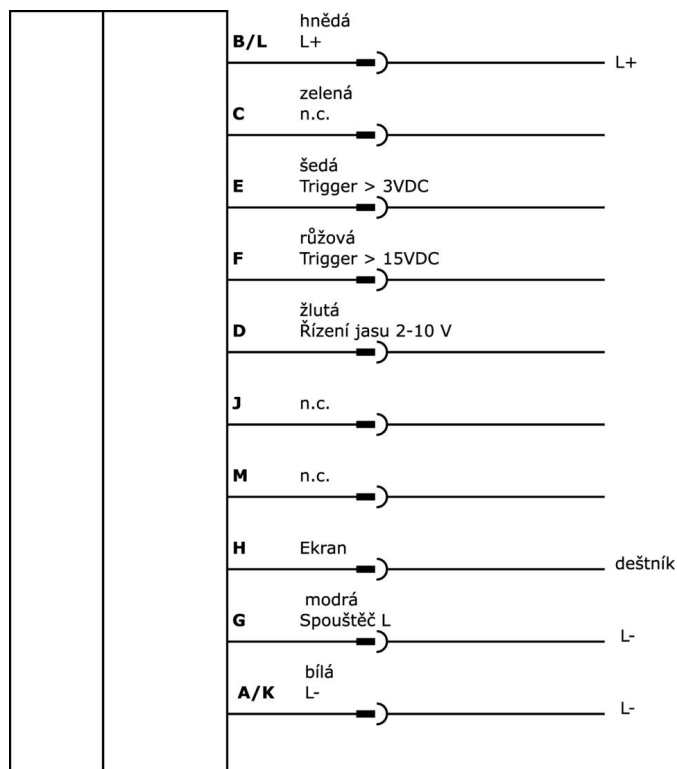 hnědá
B/L L+
L+
zelená
C n.c.
šedá
E Trigger > 3VDC
růžová
F Trigger > 15VDC
žlutá
D Řízení jasu 2-10 V
J n.c.
M n.c.
H Ekran
deštník
modrá
G Spouštěč L
L-
bílá
A/K L-
L-